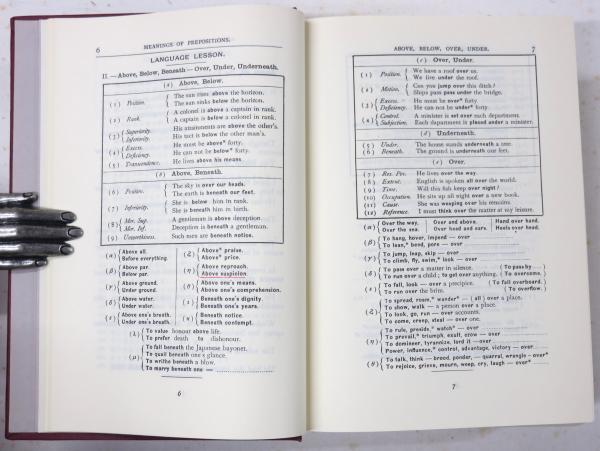 6 MEANINGS OF PREPOSITIONS.
LANGUAGE LESSON.
II.—Above, Below, Beneath—Over, Under, Underneath.
(a) Above, Below.
(1) Position. { The sun rises above the horizon.
The sun sinks below the horizon.
(2) Rank. { A colonel is above a captain in rank.
A captain is below a colonel in rank.
(3) { Superiority. His attainments are above the other's.
Inferiority. His tact is below the other man's.
(4) { Excess. He must be above* forty.
Deficiency. He can not be below* forty.
(5) Transcendence. He lives above his means.
(b) Above, Beneath.
(6) Position. { The sky is over our heads.
The earth is beneath our feet.
(7) Inferiority. { She is below him in rank.
She is beneath him in birth.
(8) { Mor. Sup. A gentleman is above deception.
Mor. Inf. Deception is beneath a gentleman.
(9) Unworthiness. Such men are beneath notice.
(α) { Above all.
Before everything.
(β) { Above par.
Below par.
(γ) { Above ground.
Under ground.
(δ) { Above water.
Under water.
(ε) { Above one's breath.
Under one's breath.
(ζ) { Above* praise.
Above* price.
(η) { Above reproach.
Above suspicion.
(θ) { Above one's means.
Above one's comprehension.
(ι) { Beneath one's dignity.
Beneath one's years.
(κ) { Beneath notice.
Beneath contempt.
(λ) { To value honour above life.
To prefer death to dishonour.
(μ) { To fall beneath the Japanese bayonet.
To quail beneath one's glance.
To writhe beneath a blow.
To marry beneath one
6
ABOVE, BELOW, OVER, UNDER. 7
(c) Over, Under.
(1) Position. { We have a roof over us.
We live under the roof.
(2) Motion. { Can you jump over this ditch?
Ships pass under the bridge.
(3) { Excess. He must be over* forty.
Deficiency. He can not be under* forty.
(4) { Control. A minister is set over each department.
Subjection. Each department is placed under a minister.
(d) Underneath.
(5) Under. The house stands underneath a tree.
(6) Beneath. The ground is underneath our feet.
(e) Over.
(7) Res. Pos. He lives over the way.
(8) Extent. English is spoken all over the world.
(9) Time. Will this fish keep over night?
(10) Occupation. He sits up all night over a new book.
(11) Cause. She was weeping over his remains.
(12) Reference. I must think over the matter at my leisure.
(α) { Over the way. Over and above. Hand over hand.
Over the sea. Over head and ears. Heels over head.
(β) { To hang, hover, impend — over
To lean,* bend, pore — over
(γ) { To jump, leap, skip — over
To climb, fly, swim,* look — over
(δ) { To pass over a matter in silence. (To pass by
To run over a child; to get over anything. (To overcome.)
(ε) { To fall, look — over a precipice. (To fall overboard.)
To run over the brim. (To overflow.)
(ζ) { To spread, roam,* wander* — (all) over a place.
To show, walk — a person over a place.
To look, go, run — over accounts.
To come, creep, steal — over one.
(η) { To rule, preside,* watch* — over
To prevail,* triumph, exult, crow — over
To domineer, tyrannize, lord it — over
Power, influence,* control, advantage, victory — over
(θ) { To talk, think — brood, ponder, — quarrel, wrangle — over*
To rejoice, grieve, mourn, weep, cry, laugh — over*
7